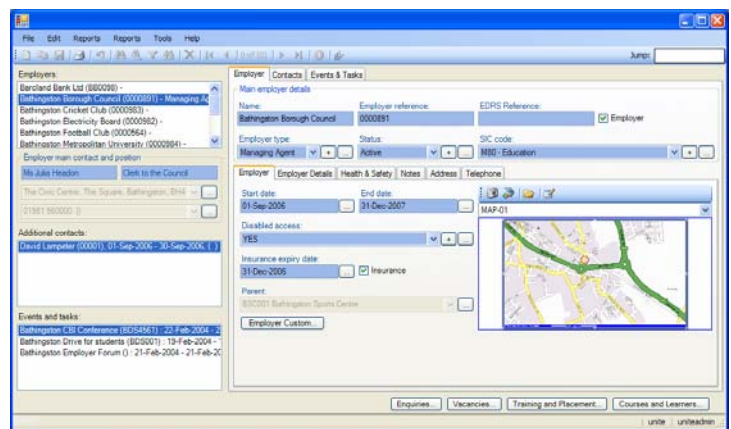 File Edit Reports Reports Tools Help
Jump:
Employers:
Barcland Bank Ltd (BB0098) -
Bathingston Borough Council (0000891) - Managing Ag
Bathingston Cricket Club (0000983) -
Bathingston Electricity Board (0000982) -
Bathingston Football Club (0000564) -
Bathingston Metropolitan University (0000984) -
Employer main contact and position
Ms Julia Headon Clerk to the Council
The Civic Centre, The Square, Bathingston, BH4
01981 960000 ()
Additional contacts:
David Lampeter (00001), 01-Sep-2006 - 30-Sep-2006, ( )
Events and tasks:
Bathingston CBI Conference (BDS4561) : 22-Feb-2004 - 2
Bathingston Drive for students (BDS001) : 19-Feb-2004 -
Bathingston Employer Forum () : 21-Feb-2004 - 21-Feb-20
Employer Contacts Events & Tasks
Main employer details
Name: Employer reference: EDRS Reference:
Bathingston Borough Council 0000891 Employer
Employer type: Status: SIC code:
Managing Agent Active M80 - Education
Employer Employer Details Health & Safety Notes Address Telephone
Start date: End date:
01-Sep-2006 ... 31-Dec-2007 ...
MAP-01
Disabled access:
YES
Insurance expiry date:
31-Dec-2006 ... Insurance
Parent:
BSC001 Bathingston Sports Centre
Employer Custom...
Enquiries... Vacancies... Training and Placement... Courses and Learners...
unite uniteadmin